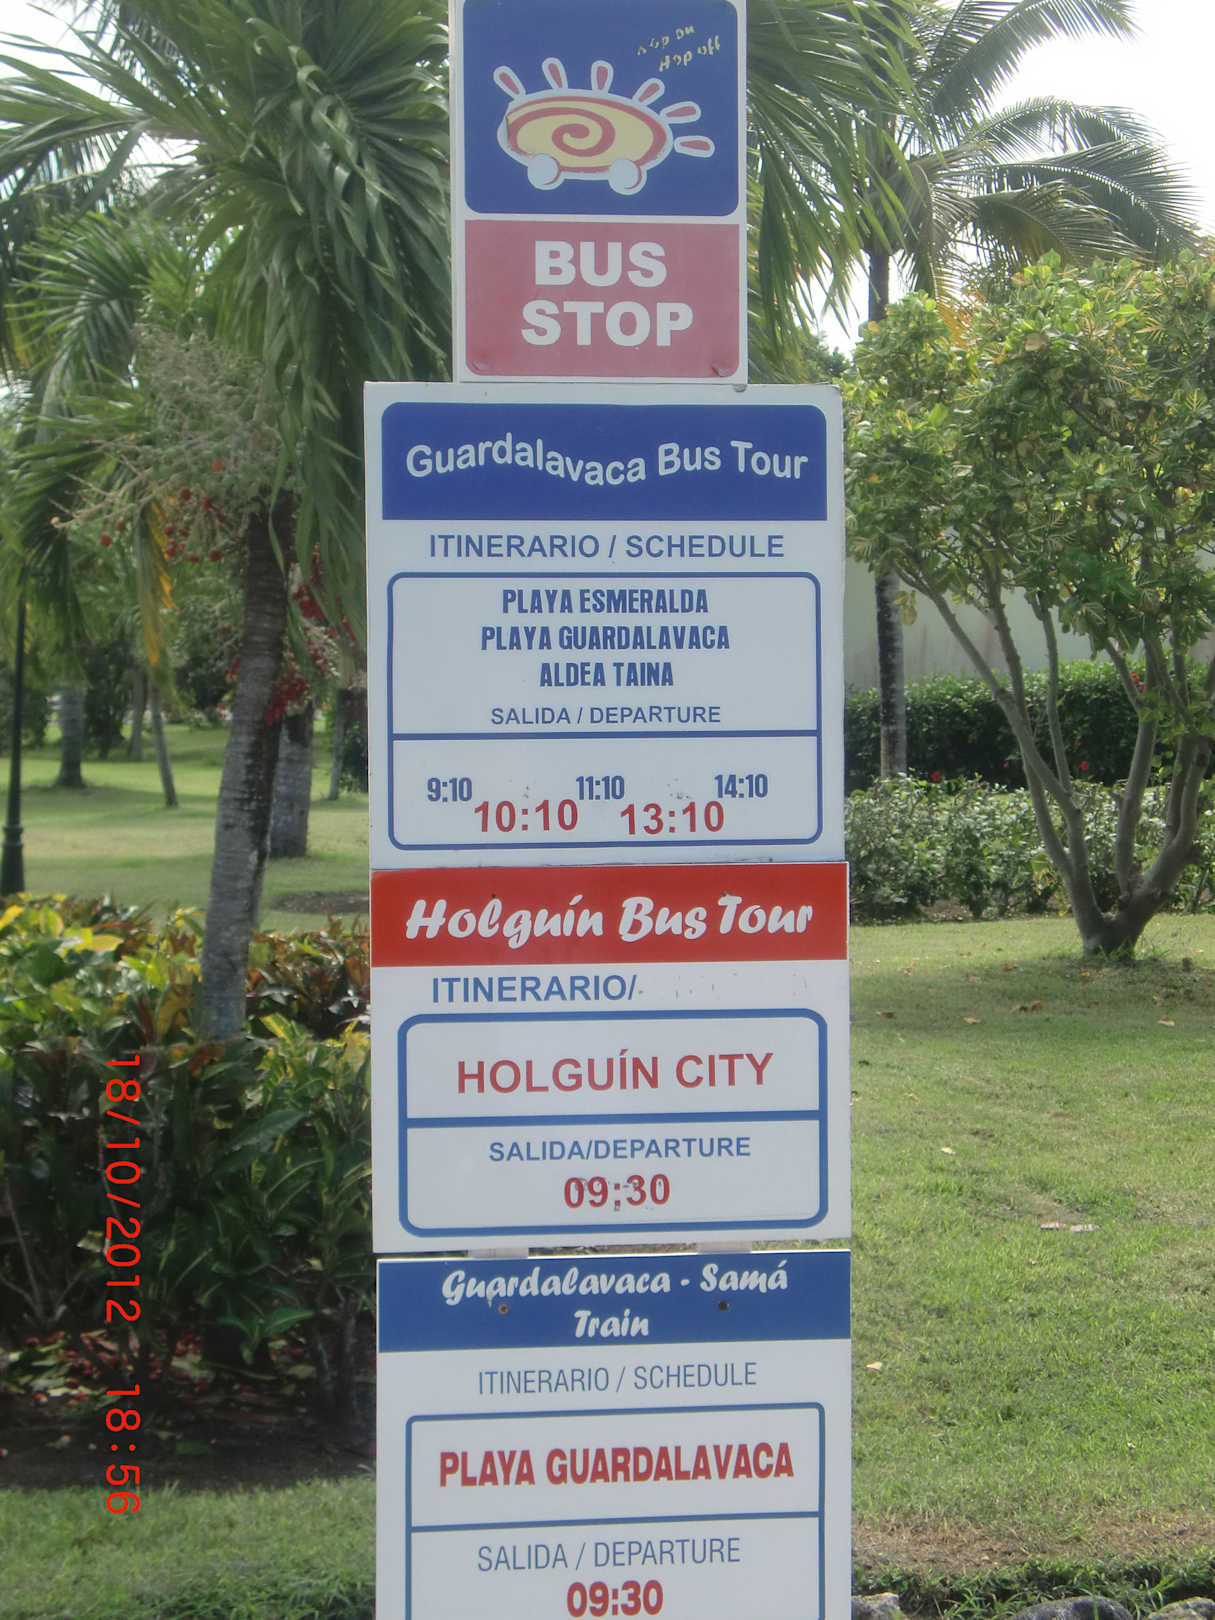 Hop on
Hop off
BUS
STOP
Guardalavaca Bus Tour
ITINERARIO / SCHEDULE
PLAYA ESMERALDA
PLAYA GUARDALAVACA
ALDEA TAINA
SALIDA / DEPARTURE
9:10 11:10 14:10
10:10 13:10
Holguín Bus Tour
ITINERARIO/
HOLGUÍN CITY
SALIDA/DEPARTURE
09:30
Guardalavaca - Samá
Train
ITINERARIO / SCHEDULE
PLAYA GUARDALAVACA
SALIDA / DEPARTURE
09:30
18/10/2012 18:56